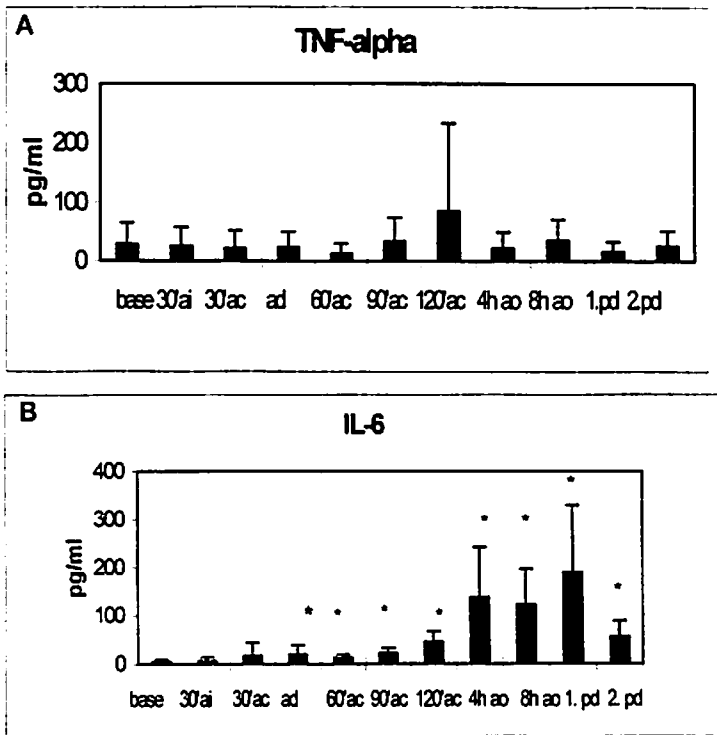 A
TNF-alpha
300
200
100
0
pg/ml
base 30'ai 30'ac ad 60'ac 90'ac 120'ac 4h ao 8h ao 1.pd 2.pd
B
IL-6
400
300
200
100
0
pg/ml
* * * * * * * *
base 30'ai 30'ac ad 60'ac 90'ac 120'ac 4h ao 8h ao 1. pd 2. pd